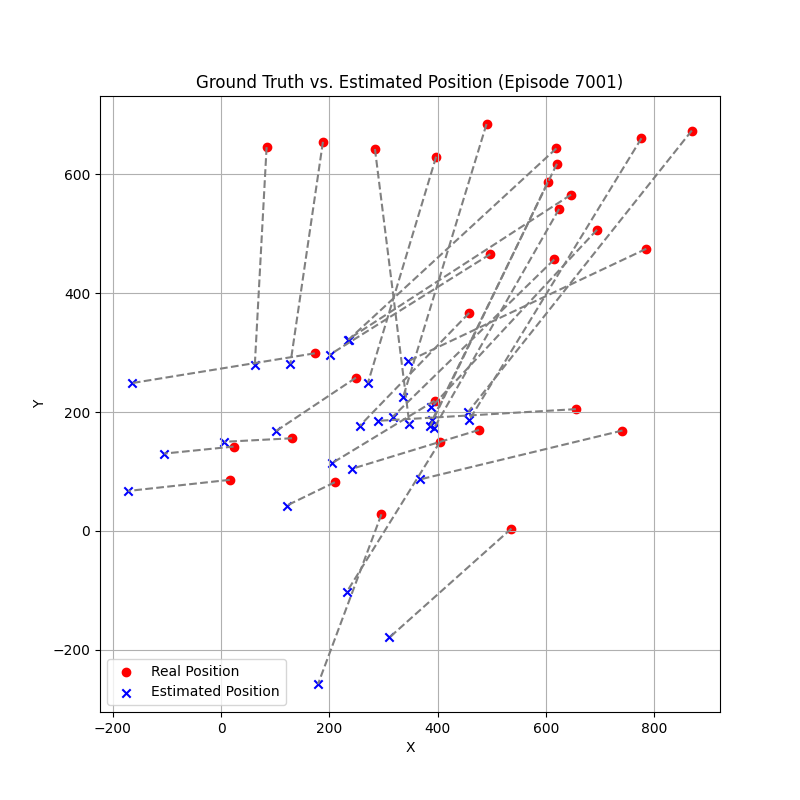 Ground Truth vs. Estimated Position (Episode 7001)
Y
600
400
200
0
−200
Real Position
Estimated Position
−200 0 200 400 600 800
X